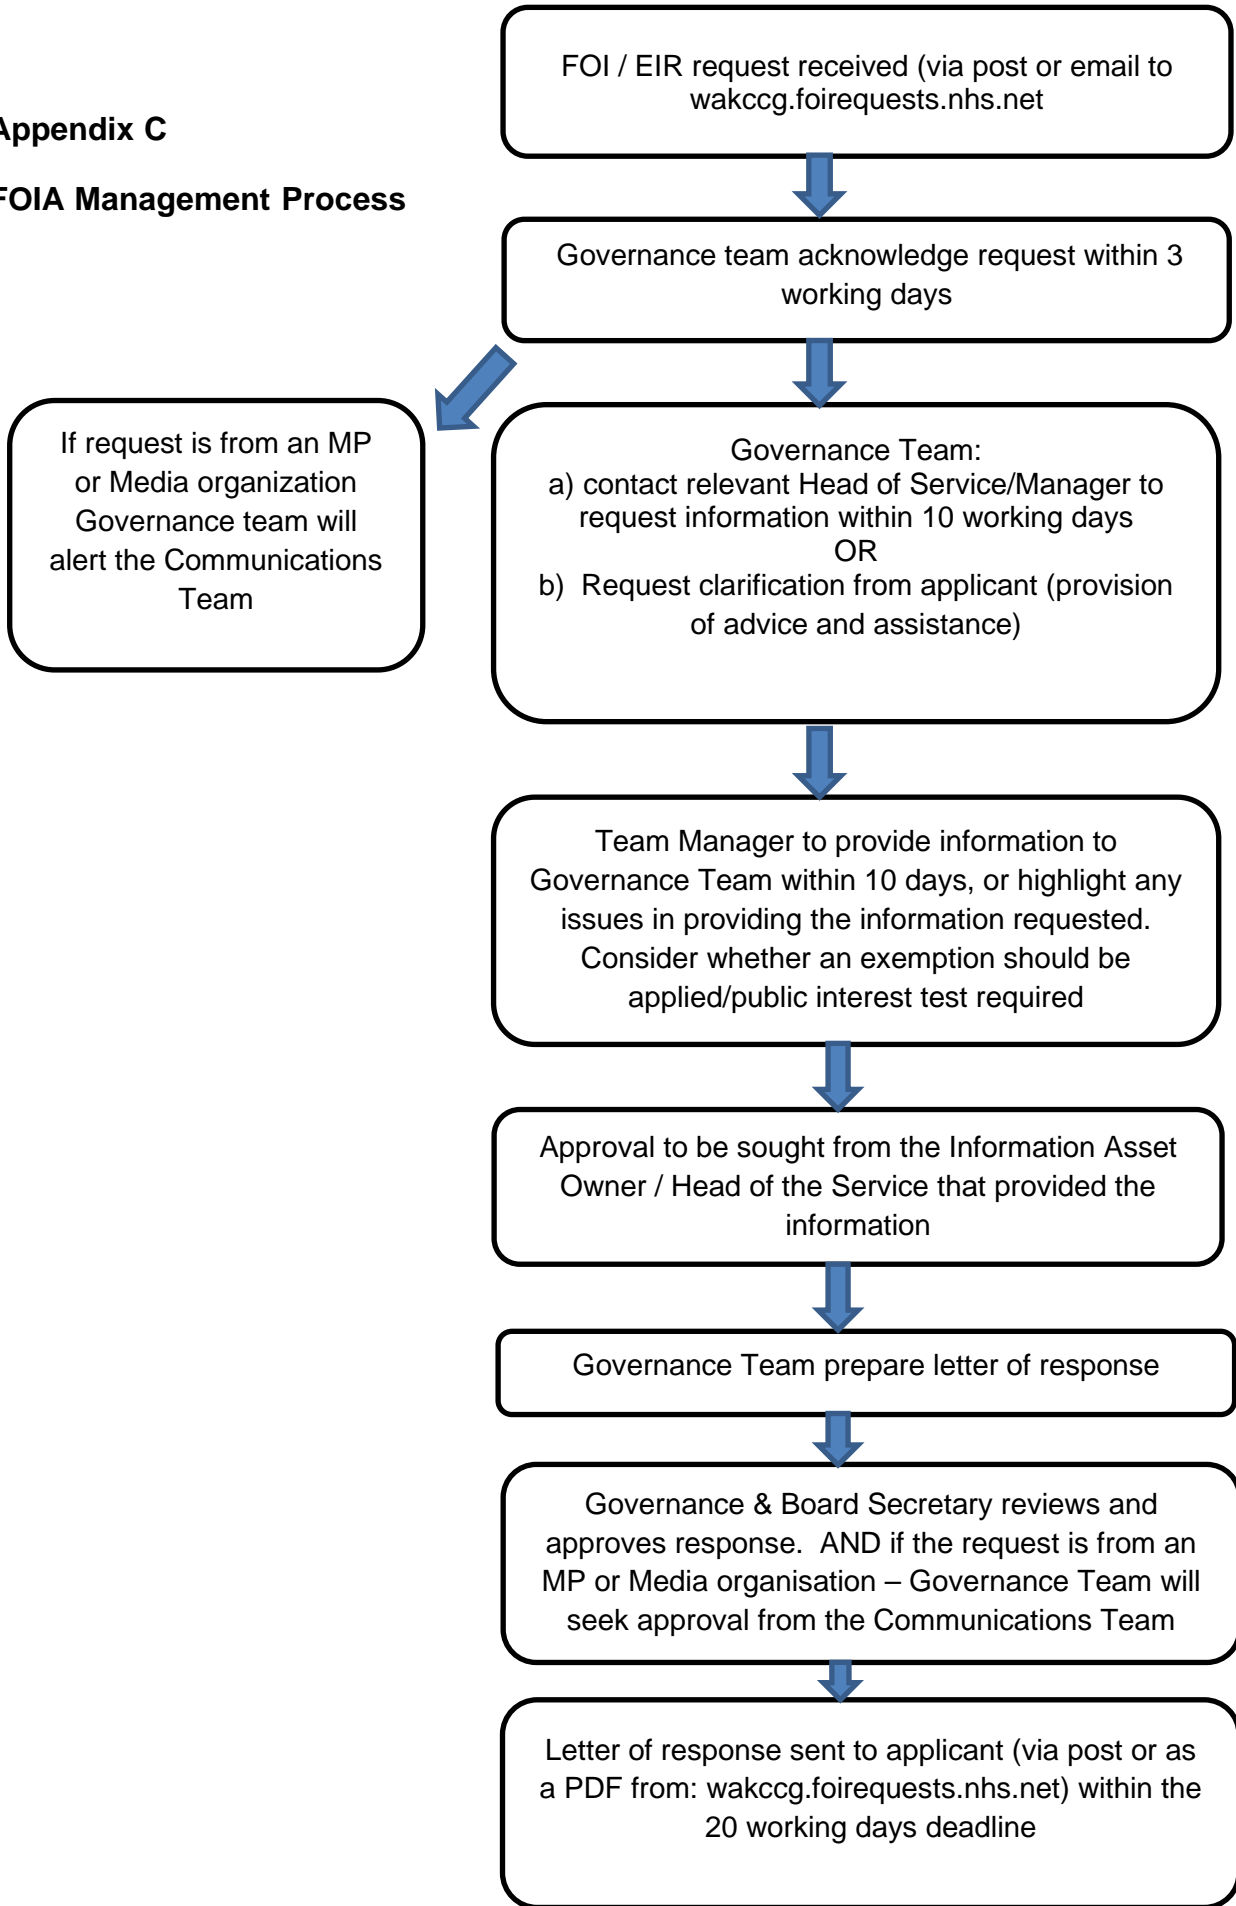 FOI / EIR request received (via post or email to
wakccg.foirequests.nhs.net
Appendix C
FOIA Management Process
Governance team acknowledge request within 3
working days
If request is from an MP
or Media organization
Governance team will
alert the Communications
Team
Governance Team:
a) contact relevant Head of Service/Manager to
request information within 10 working days
OR
b) Request clarification from applicant (provision
of advice and assistance)
Team Manager to provide information to
Governance Team within 10 days, or highlight any
issues in providing the information requested.
Consider whether an exemption should be
applied/public interest test required
Approval to be sought from the Information Asset
Owner / Head of the Service that provided the
information
Governance Team prepare letter of response
Governance & Board Secretary reviews and
approves response. AND if the request is from an
MP or Media organisation – Governance Team will
seek approval from the Communications Team
Letter of response sent to applicant (via post or as
a PDF from: wakccg.foirequests.nhs.net) within the
20 working days deadline